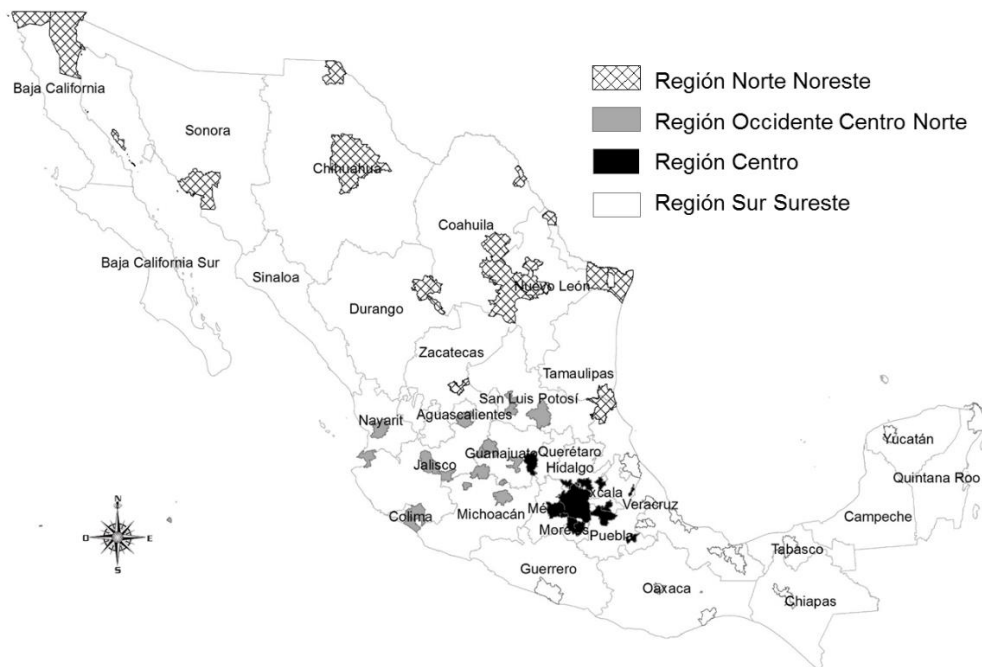 Región Norte Noreste
Región Occidente Centro Norte
Región Centro
Región Sur Sureste
Baja California
Sonora
Chihuahua
Coahuila
Baja California Sur
Sinaloa
Durango
Nuevo León
Zacatecas
Tamaulipas
San Luis Potosí
Nayarit
Aguascalientes
Guanajuato
Querétaro
Hidalgo
Jalisco
xcala
Colima
Michoacán
Mé
Veracruz
Morelos
Puebla
Guerrero
Oaxaca
Tabasco
Chiapas
Campeche
Yucatán
Quintana Roo
N
O
E
S